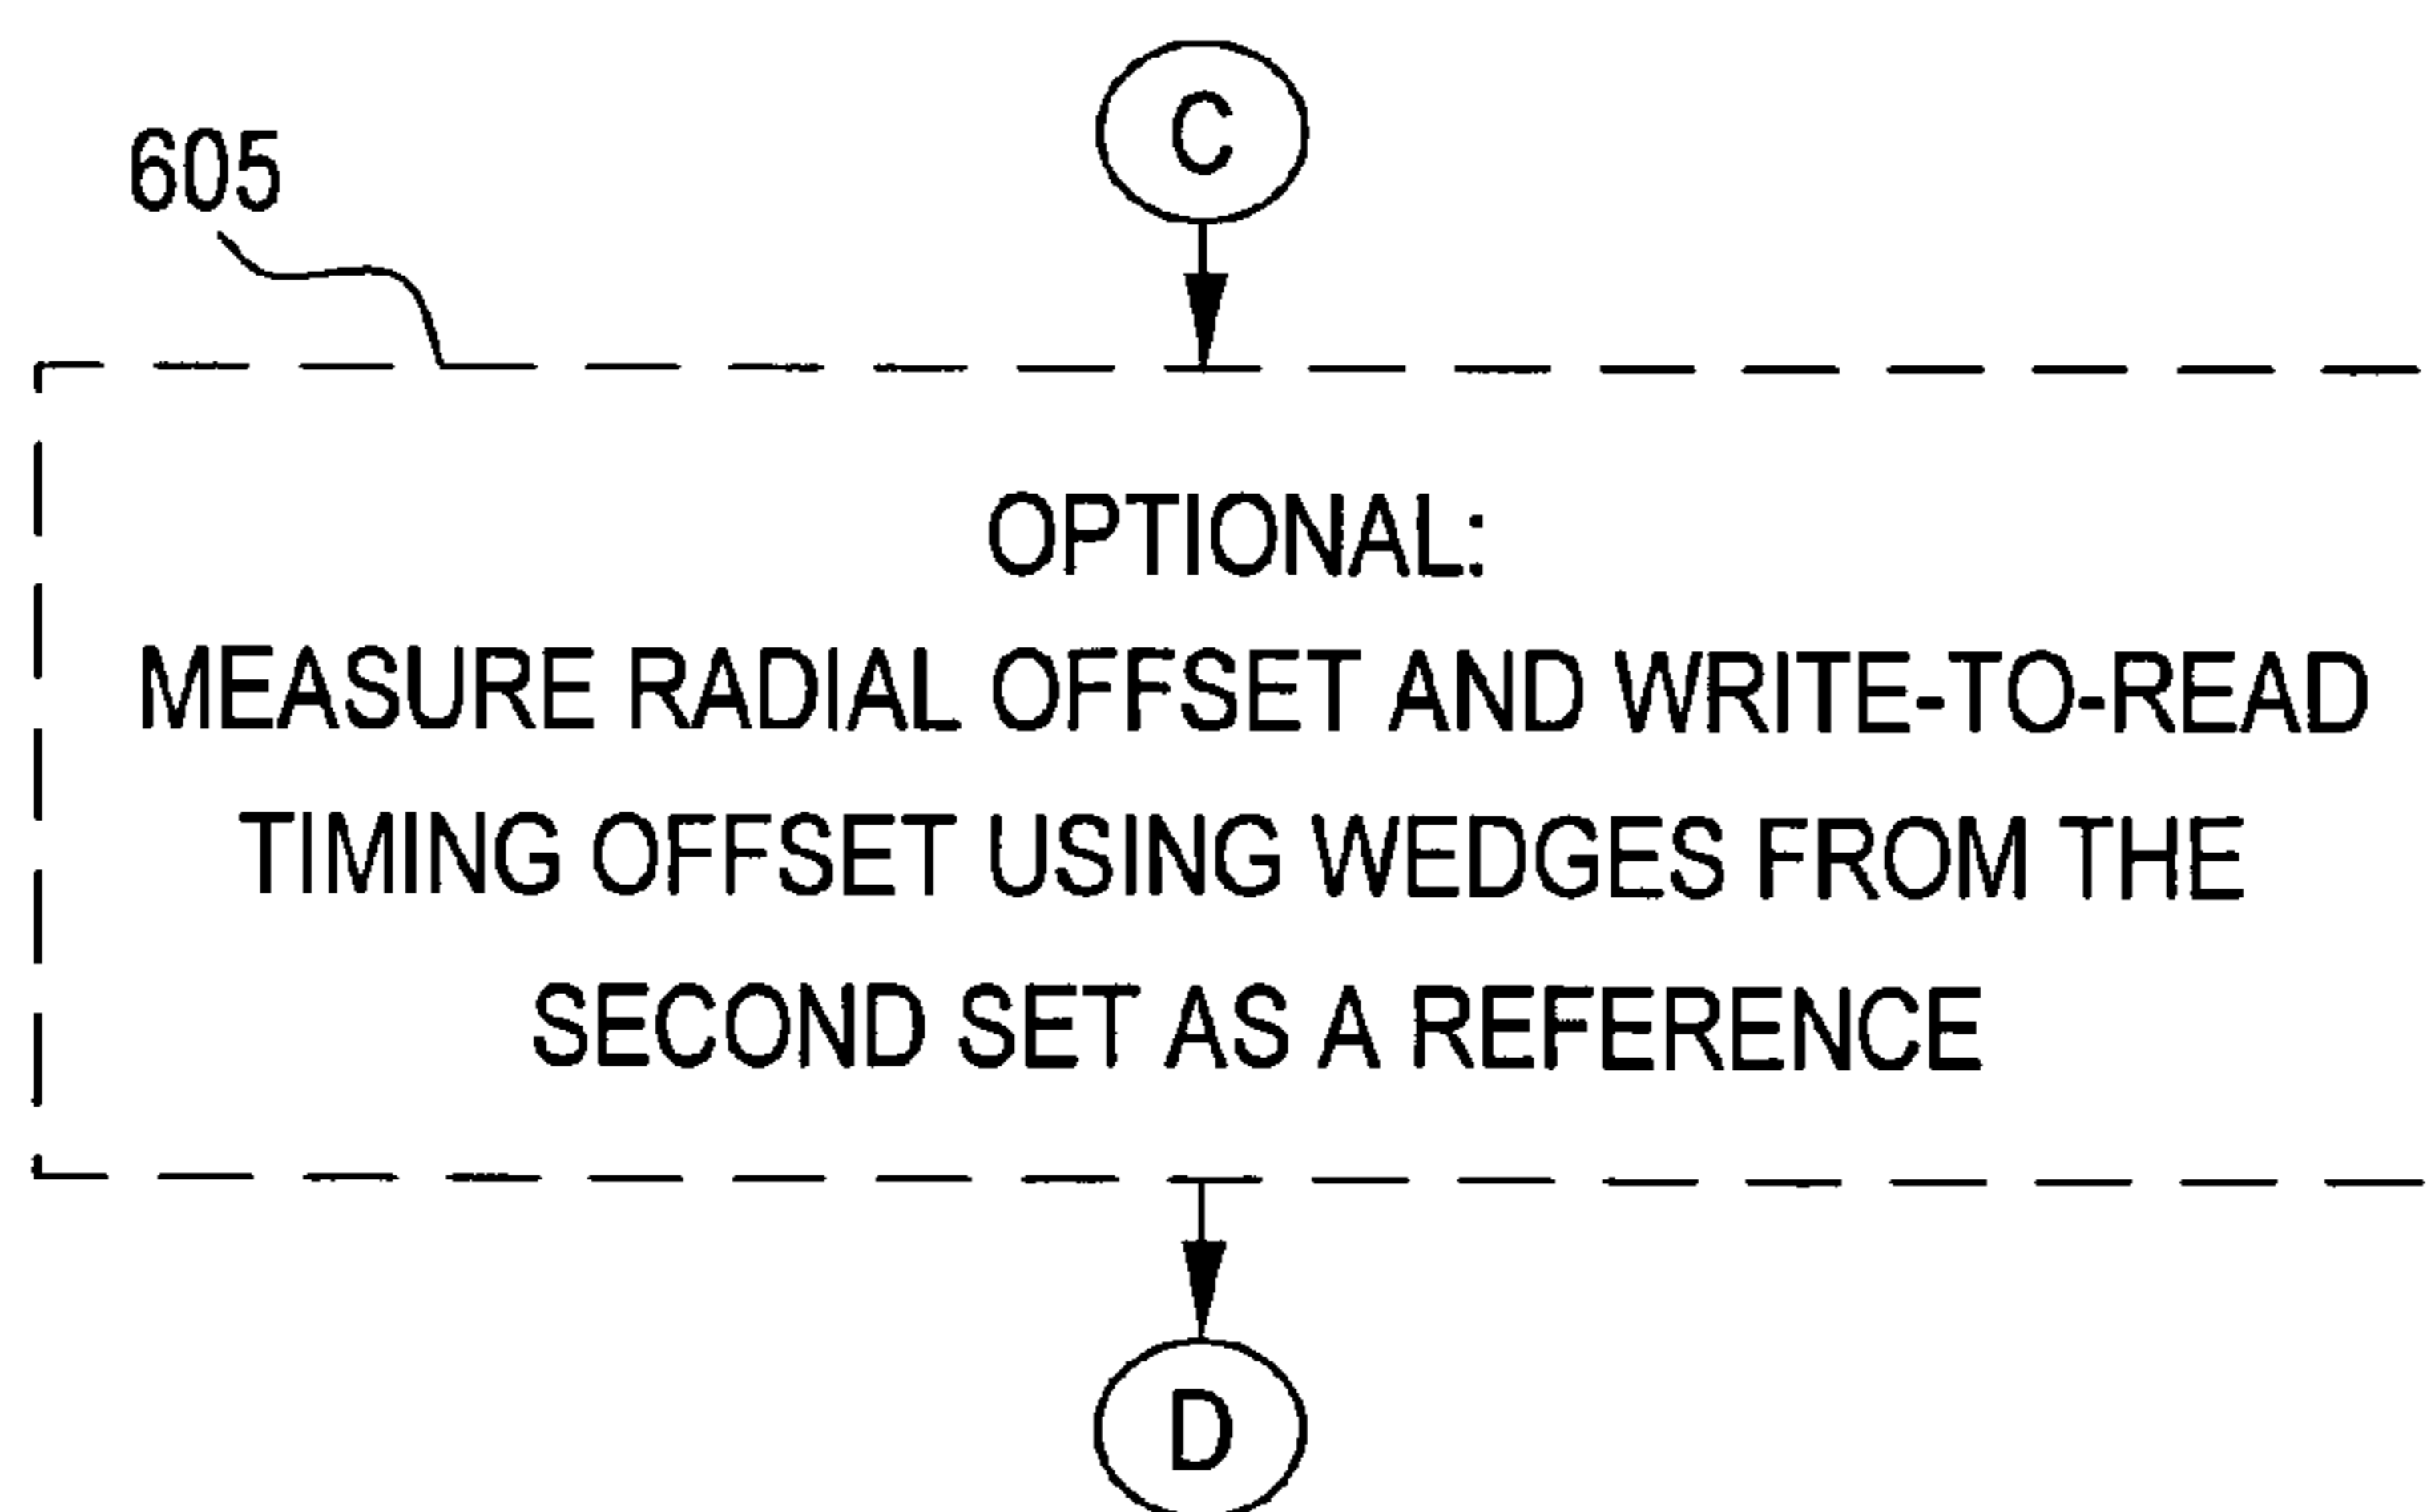 C
605
OPTIONAL:
MEASURE RADIAL OFFSET AND WRITE-TO-READ
TIMING OFFSET USING WEDGES FROM THE
SECOND SET AS A REFERENCE
D